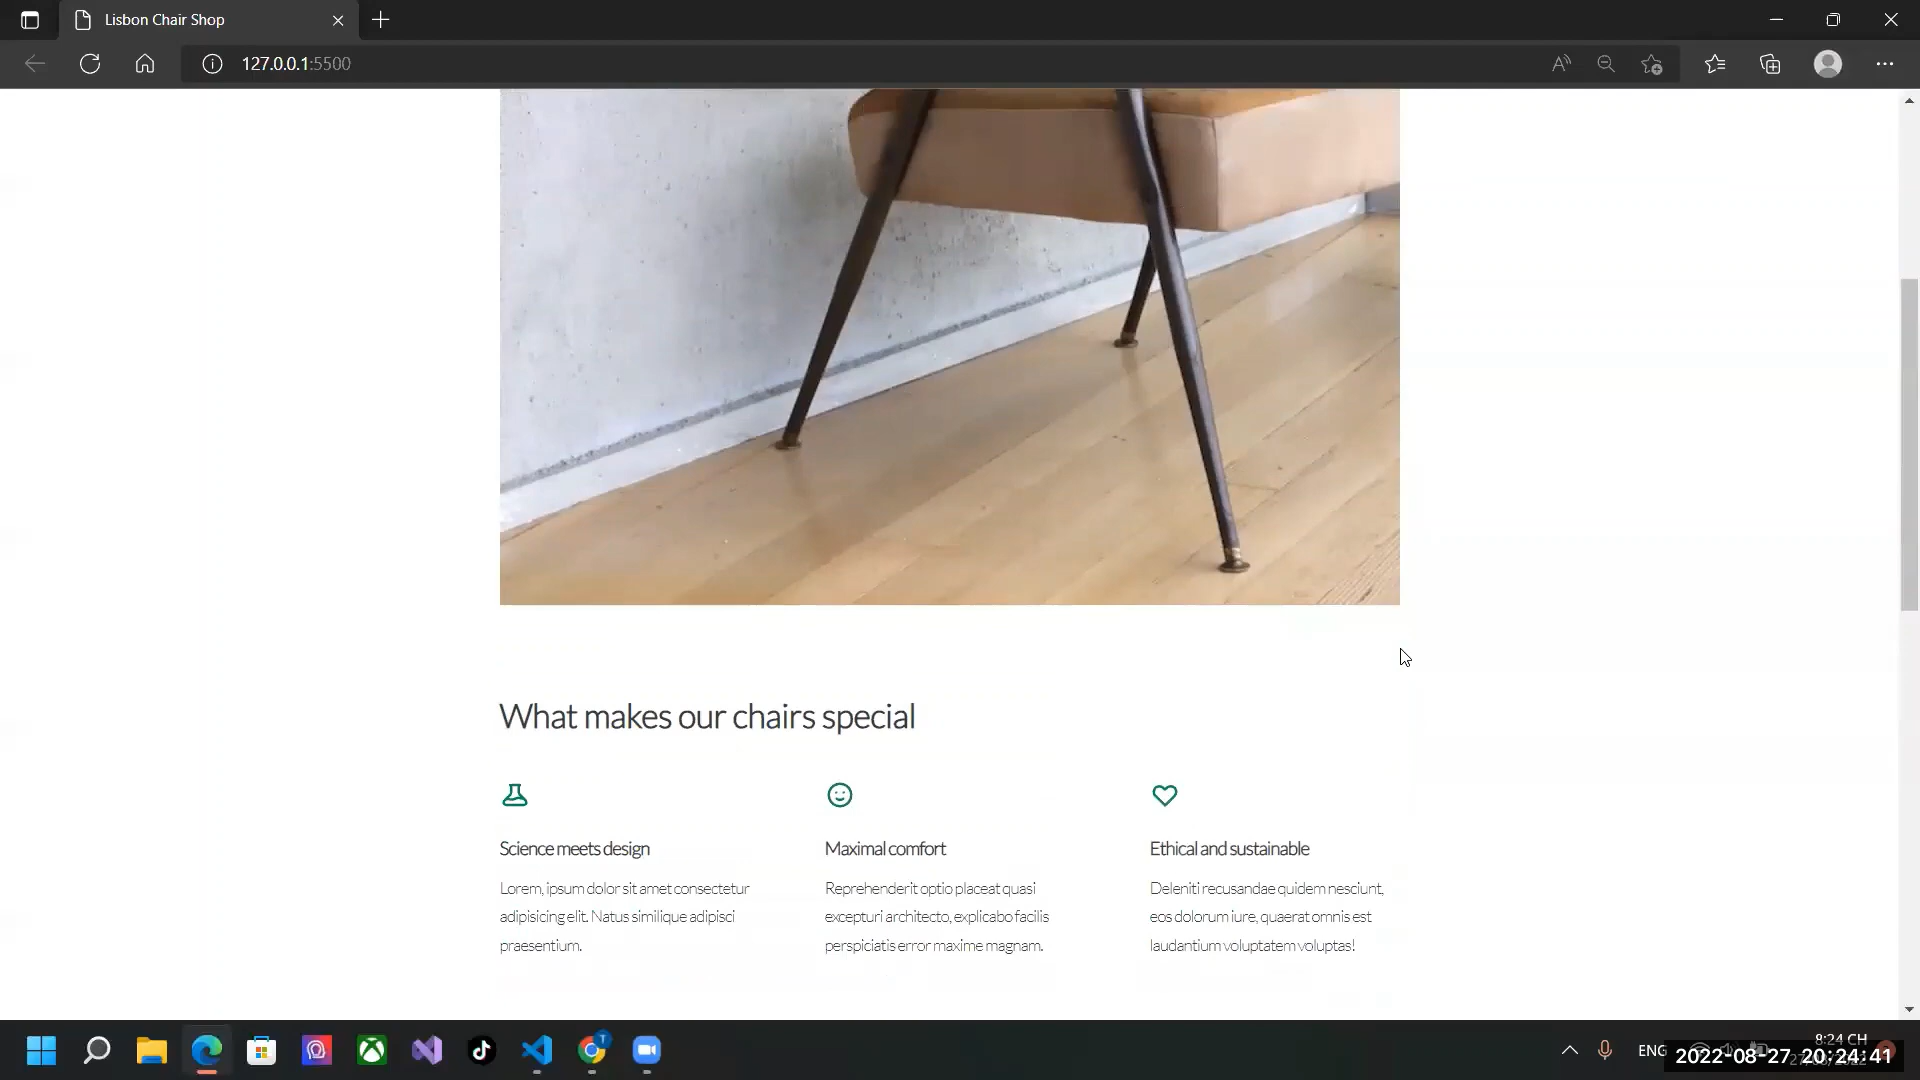 Lisbon Chair Shop
127.0.0.1:5500
What makes our chairs special
Science meets design
Lorem, ipsum dolor sit amet consectetur
adipisicing elit. Natus similique adipisci
praesentium.
Maximal comfort
Reprehenderit optio placeat quasi
excepturi architecto, explicabo facilis
perspiciatis error maxime magnam.
Ethical and sustainable
Deleniti recusandae quidem nesciunt,
eos dolorum iure, quaerat omnis est
laudantium voluptatem voluptas!
ENG
8:24 CH
2022-08-27 20:24:41